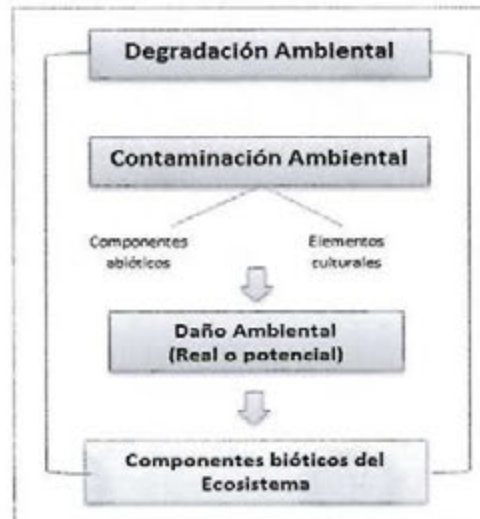 Degradación Ambiental
Contaminación Ambiental
Componentes
abióticos
Elementos
culturales
Daño Ambiental
(Real o potencial)
Componentes bióticos del
Ecosistema